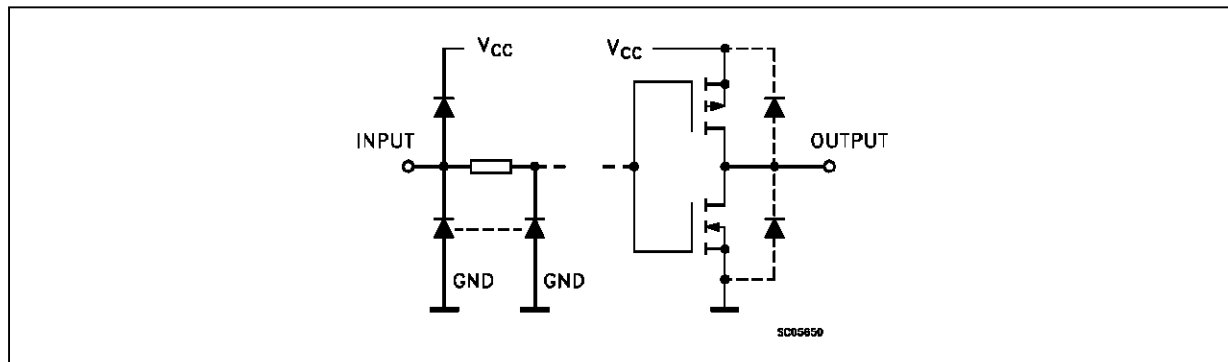 VCC
VCC
INPUT
OUTPUT
GND
GND
SC05650